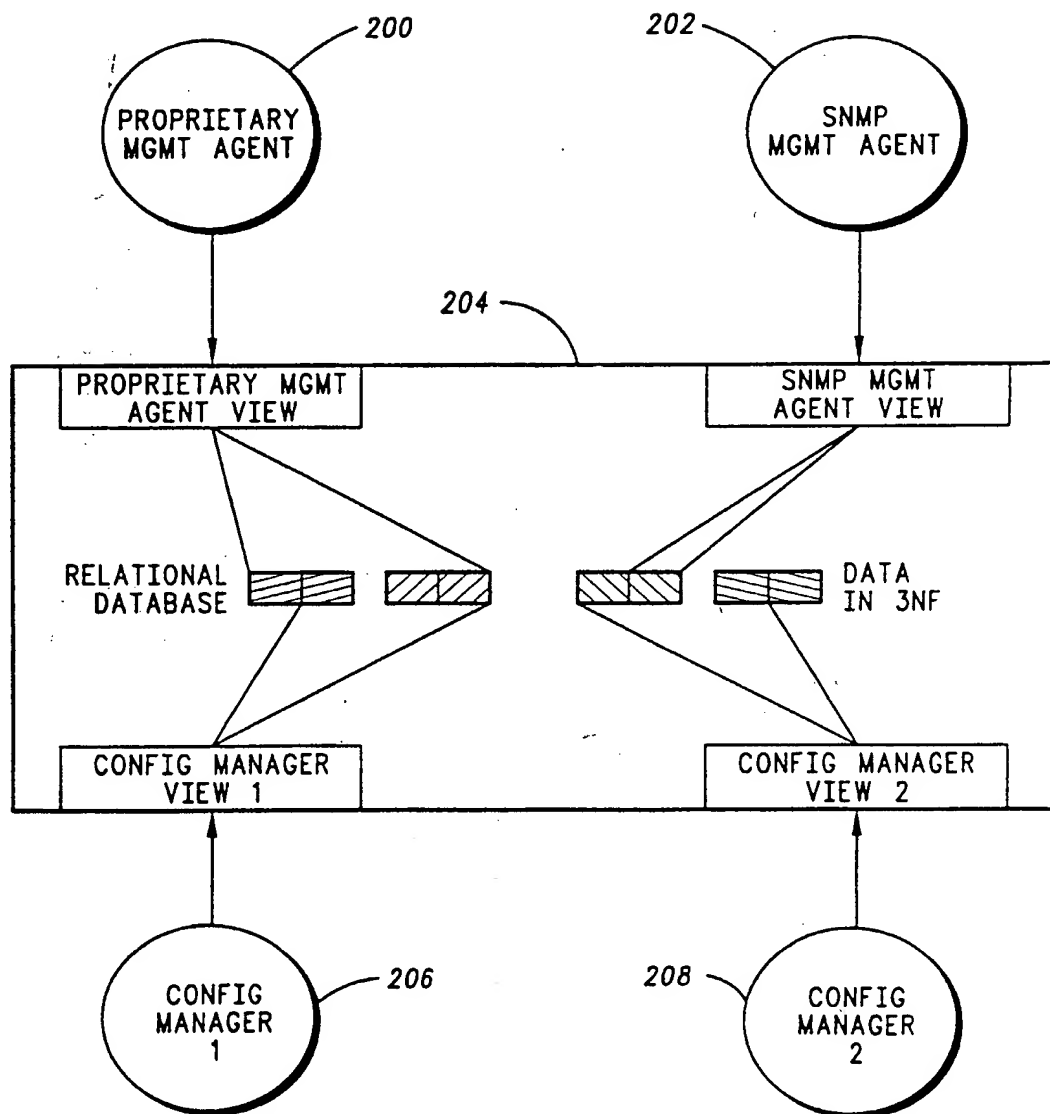 200
202
PROPRIETARY
MGMT AGENT
SNMP
MGMT AGENT
204
PROPRIETARY MGMT
AGENT VIEW
SNMP MGMT
AGENT VIEW
RELATIONAL
DATABASE
DATA
IN 3NF
CONFIG MANAGER
VIEW 1
CONFIG MANAGER
VIEW 2
206
208
CONFIG
MANAGER
1
CONFIG
MANAGER
2